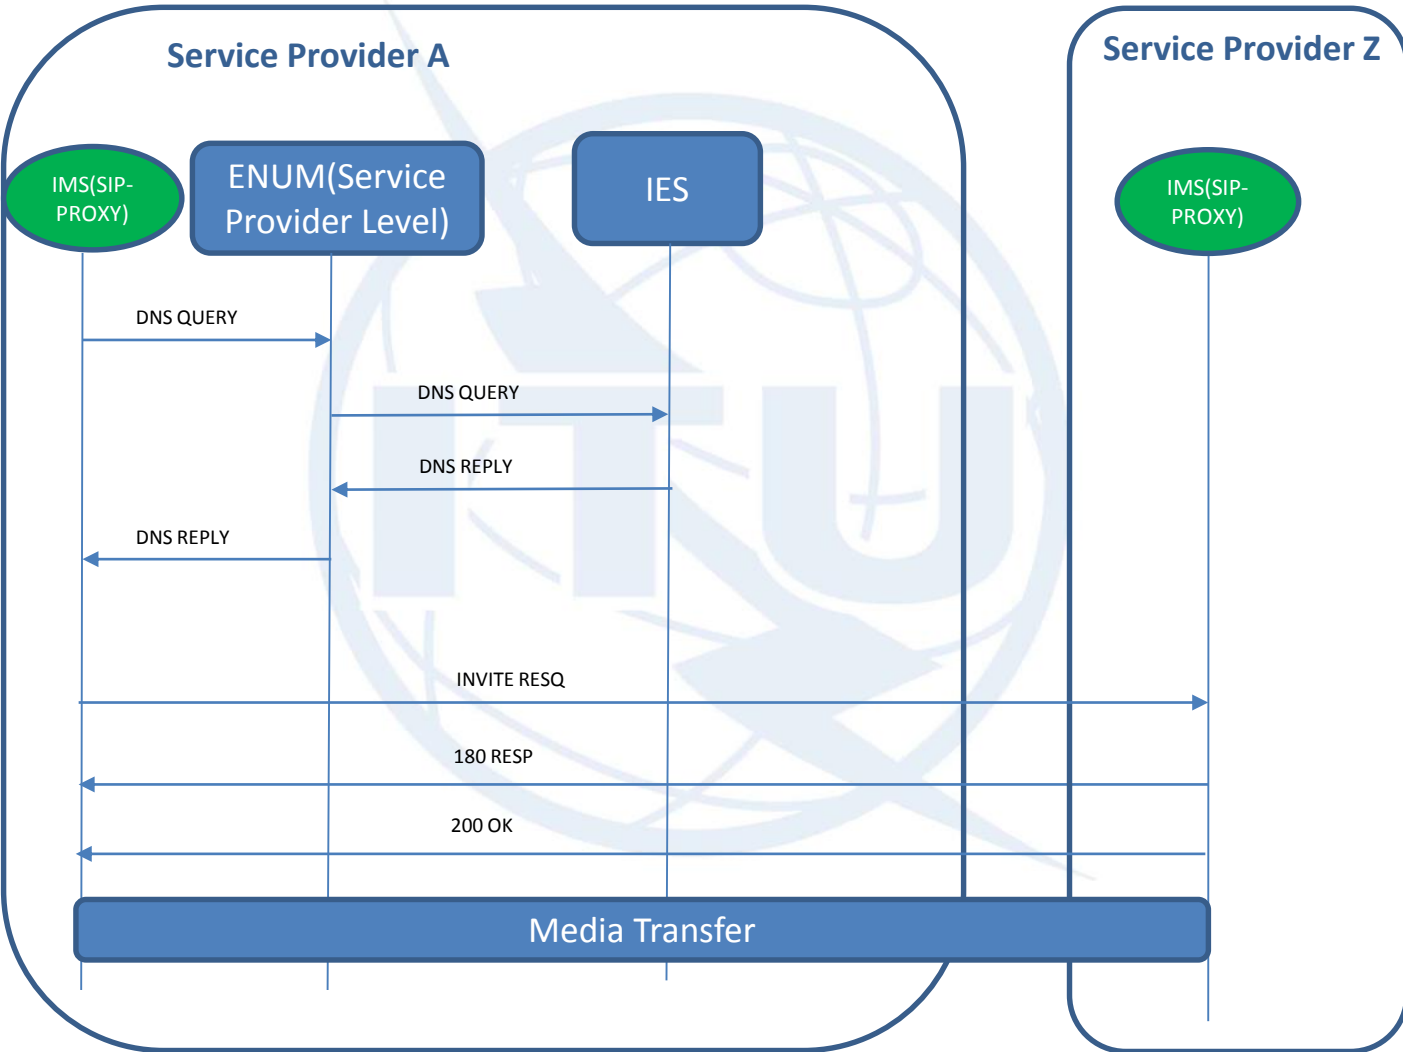 Service Provider A
Service Provider Z
IMS(SIP-
PROXY)
ENUM(Service
Provider Level)
IES
IMS(SIP-
PROXY)
DNS QUERY
DNS QUERY
DNS REPLY
DNS REPLY
INVITE RESQ
180 RESP
200 OK
Media Transfer
ITU